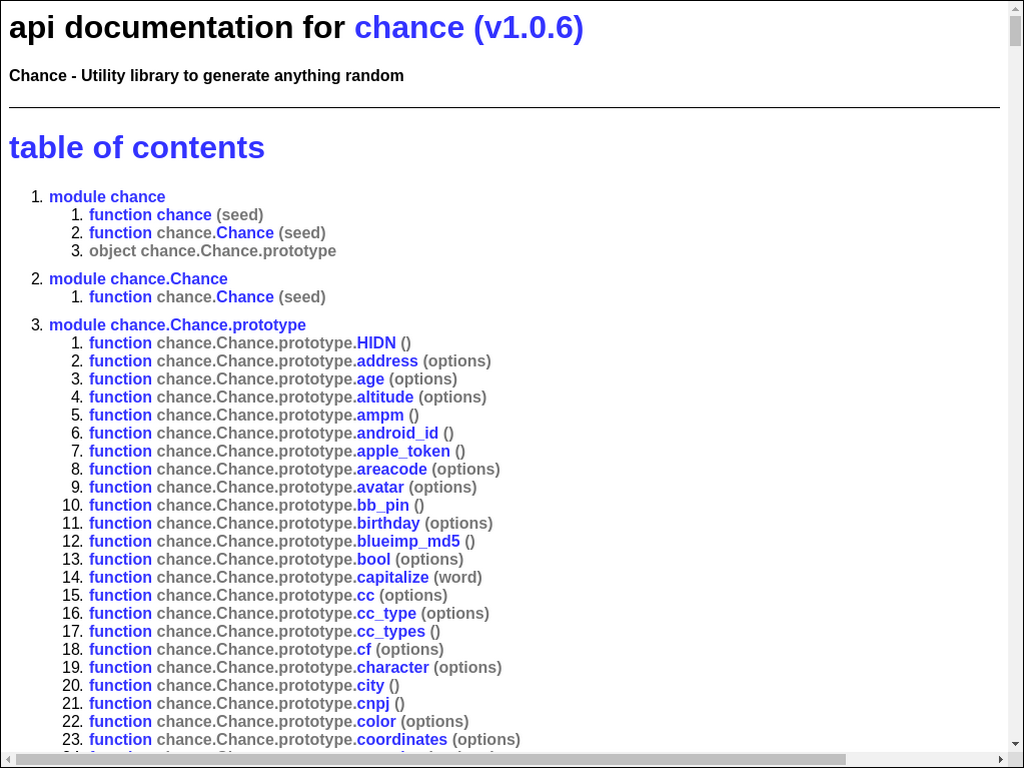 api documentation for chance (v1.0.6)
Chance - Utility library to generate anything random
table of contents
1. module chance
1. function chance (seed)
2. function chance.Chance (seed)
3. object chance.Chance.prototype
2. module chance.Chance
1. function chance.Chance (seed)
3. module chance.Chance.prototype
1. function chance.Chance.prototype.HIDN ()
2. function chance.Chance.prototype.address (options)
3. function chance.Chance.prototype.age (options)
4. function chance.Chance.prototype.altitude (options)
5. function chance.Chance.prototype.ampm ()
6. function chance.Chance.prototype.android_id ()
7. function chance.Chance.prototype.apple_token ()
8. function chance.Chance.prototype.areacode (options)
9. function chance.Chance.prototype.avatar (options)
10. function chance.Chance.prototype.bb_pin ()
11. function chance.Chance.prototype.birthday (options)
12. function chance.Chance.prototype.blueimp_md5 ()
13. function chance.Chance.prototype.bool (options)
14. function chance.Chance.prototype.capitalize (word)
15. function chance.Chance.prototype.cc (options)
16. function chance.Chance.prototype.cc_type (options)
17. function chance.Chance.prototype.cc_types ()
18. function chance.Chance.prototype.cf (options)
19. function chance.Chance.prototype.character (options)
20. function chance.Chance.prototype.city ()
21. function chance.Chance.prototype.cnpj ()
22. function chance.Chance.prototype.color (options)
23. function chance.Chance.prototype.coordinates (options)